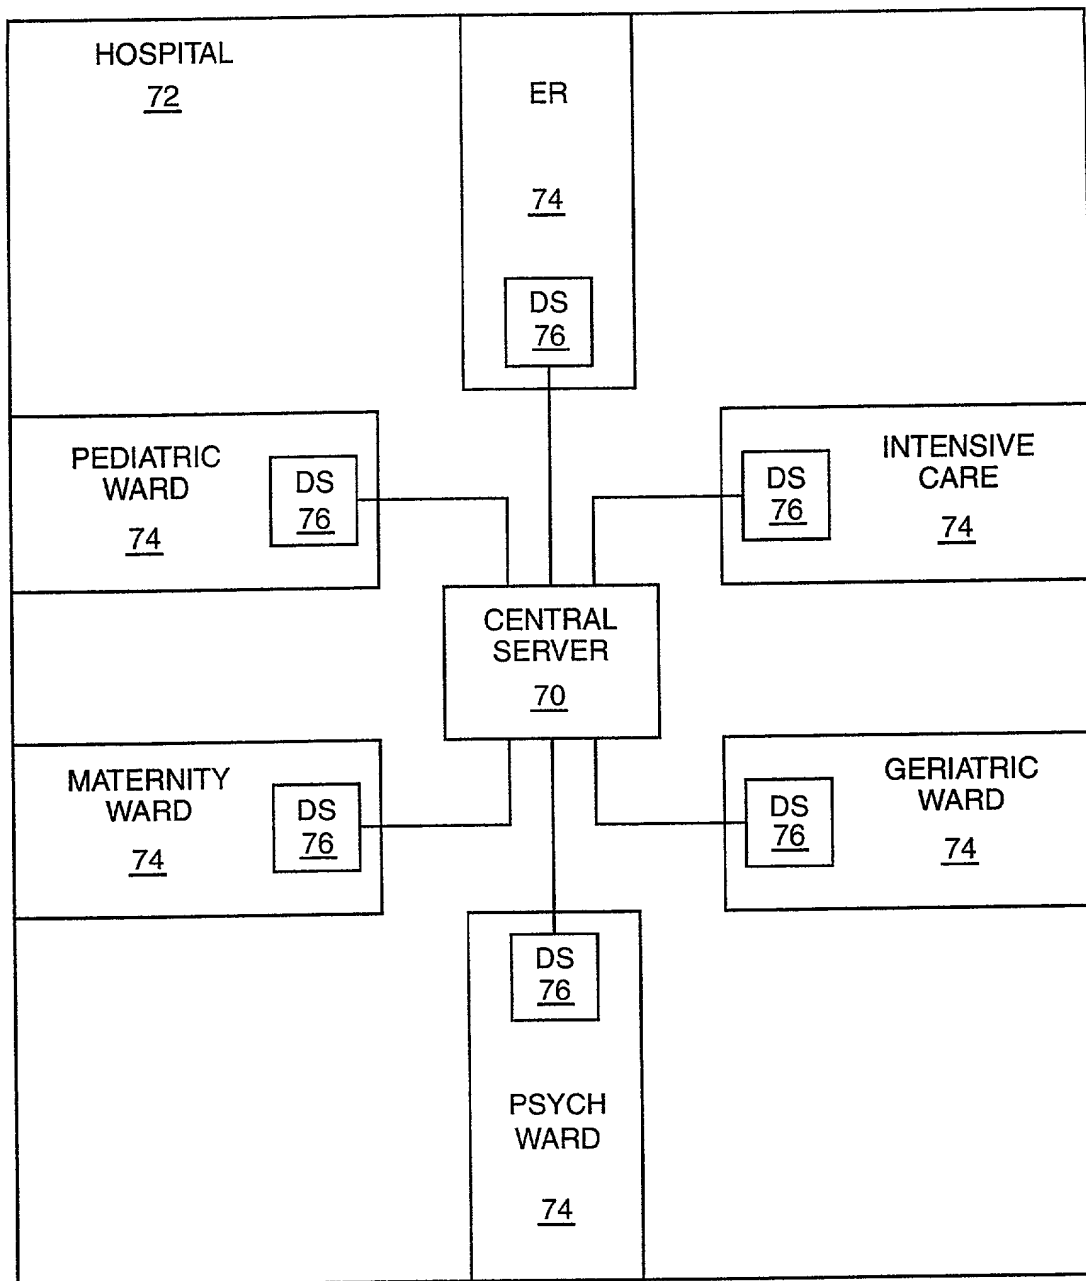 HOSPITAL
72
ER
74
DS
76
PEDIATRIC
WARD
74
DS
76
INTENSIVE
CARE
74
DS
76
CENTRAL
SERVER
70
MATERNITY
WARD
74
DS
76
GERIATRIC
WARD
74
DS
76
DS
76
PSYCH
WARD
74